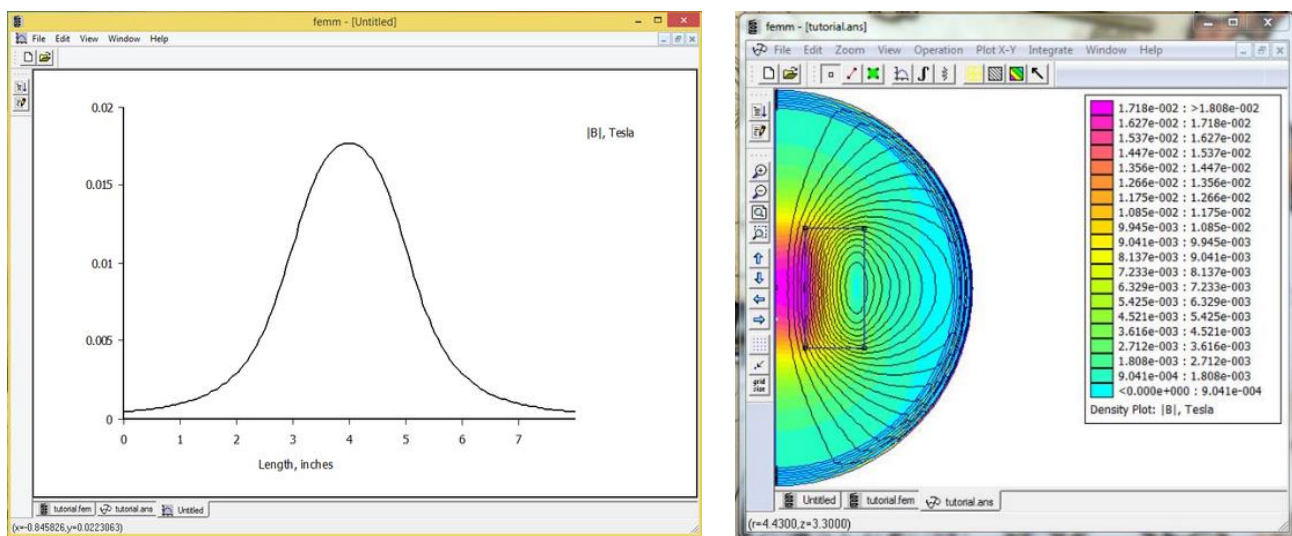 femm - [Untitled]
File Edit View Window Help
0.02
|B|, Tesla
0.015
0.01
0.005
0
0 1 2 3 4 5 6 7
Length, inches
tutorial.fem tutorial.ans Untitled
(x=-0.845826,y=0.0223063)
femm - [tutorial.ans]
File Edit Zoom View Operation Plot X-Y Integrate Window Help
1.718e-002 : >1.808e-002
1.627e-002 : 1.718e-002
1.537e-002 : 1.627e-002
1.447e-002 : 1.537e-002
1.356e-002 : 1.447e-002
1.266e-002 : 1.356e-002
1.175e-002 : 1.266e-002
1.085e-002 : 1.175e-002
9.945e-003 : 1.085e-002
9.041e-003 : 9.945e-003
8.137e-003 : 9.041e-003
7.233e-003 : 8.137e-003
6.329e-003 : 7.233e-003
5.425e-003 : 6.329e-003
4.521e-003 : 5.425e-003
3.616e-003 : 4.521e-003
2.712e-003 : 3.616e-003
1.808e-003 : 2.712e-003
9.041e-004 : 1.808e-003
<0.000e+000 : 9.041e-004
Density Plot: |B|, Tesla
grid
size
Untitled tutorial.fem tutorial.ans
(r=4.4300,z=3.3000)